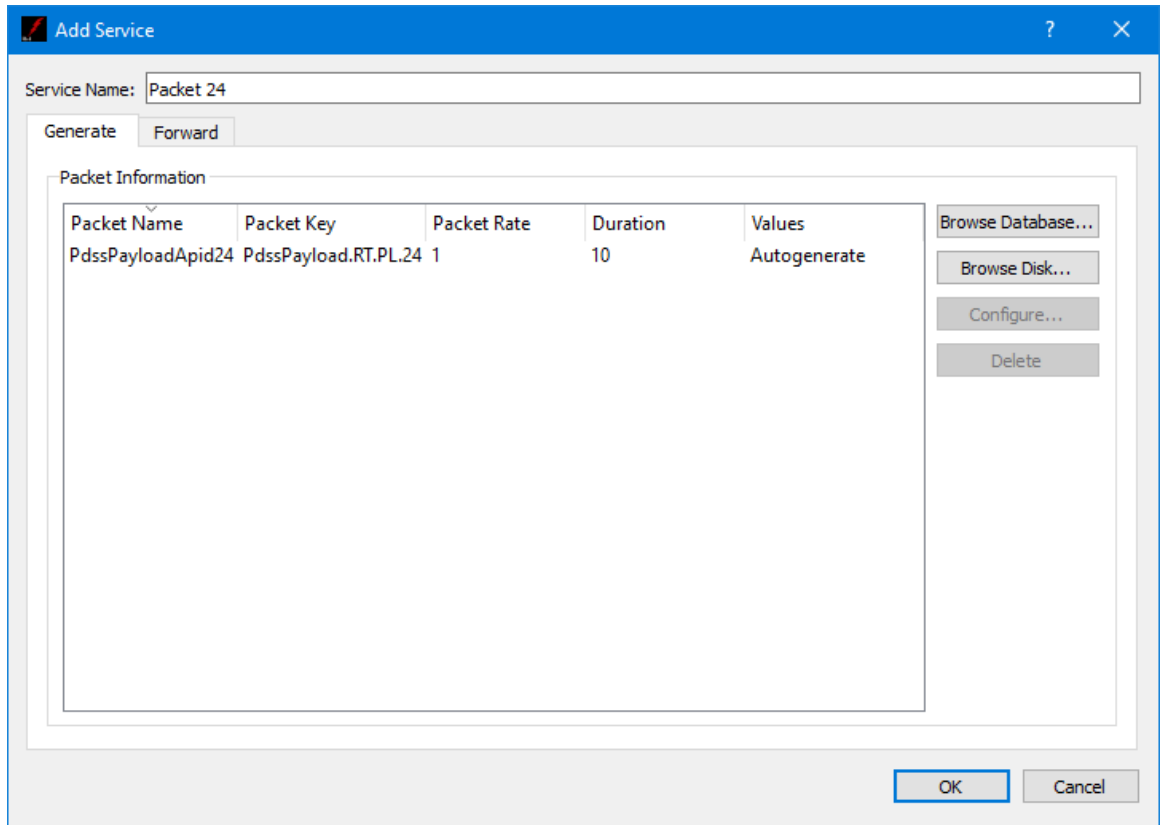 Add Service
Service Name: Packet 24
Generate Forward
Packet Information
Packet Name Packet Key Packet Rate Duration Values
PdssPayloadApid24 PdssPayload.RT.PL.24 1 10 Autogenerate
Browse Database...
Browse Disk...
Configure...
Delete
OK Cancel